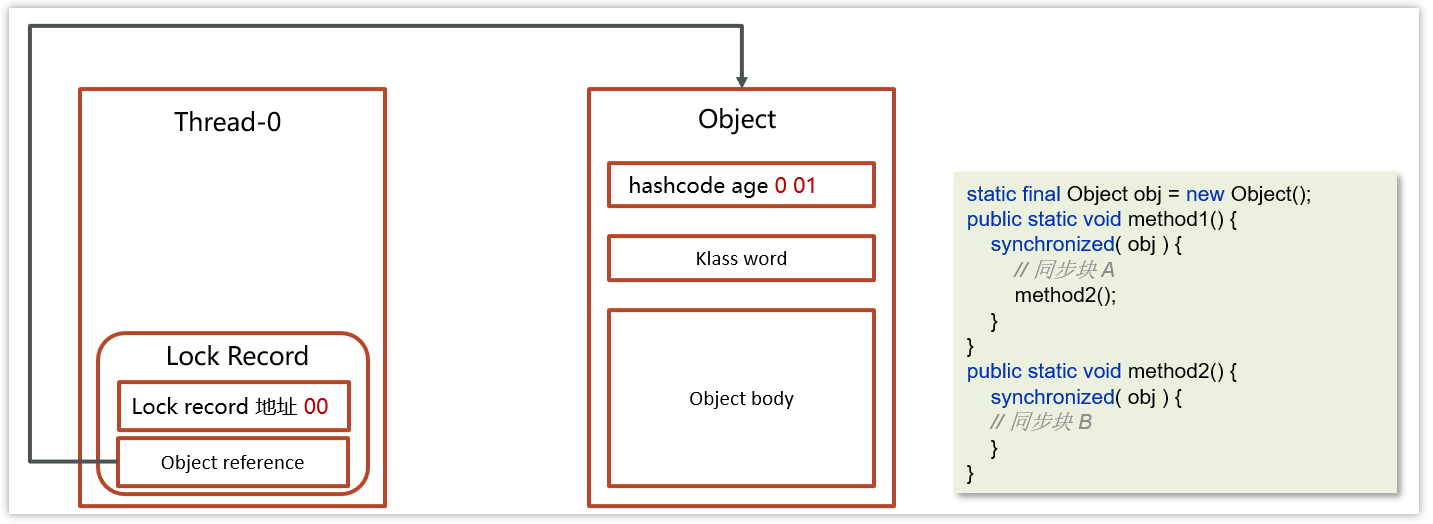 Thread-0
Lock Record
Lock record 地址 00
Object reference
Object
hashcode age 0 01
Klass word
Object body
static final Object obj = new Object();
public static void method1() {
synchronized( obj ) {
// 同步块 A
method2();
}
}
public static void method2() {
synchronized( obj ) {
// 同步块 B
}
}